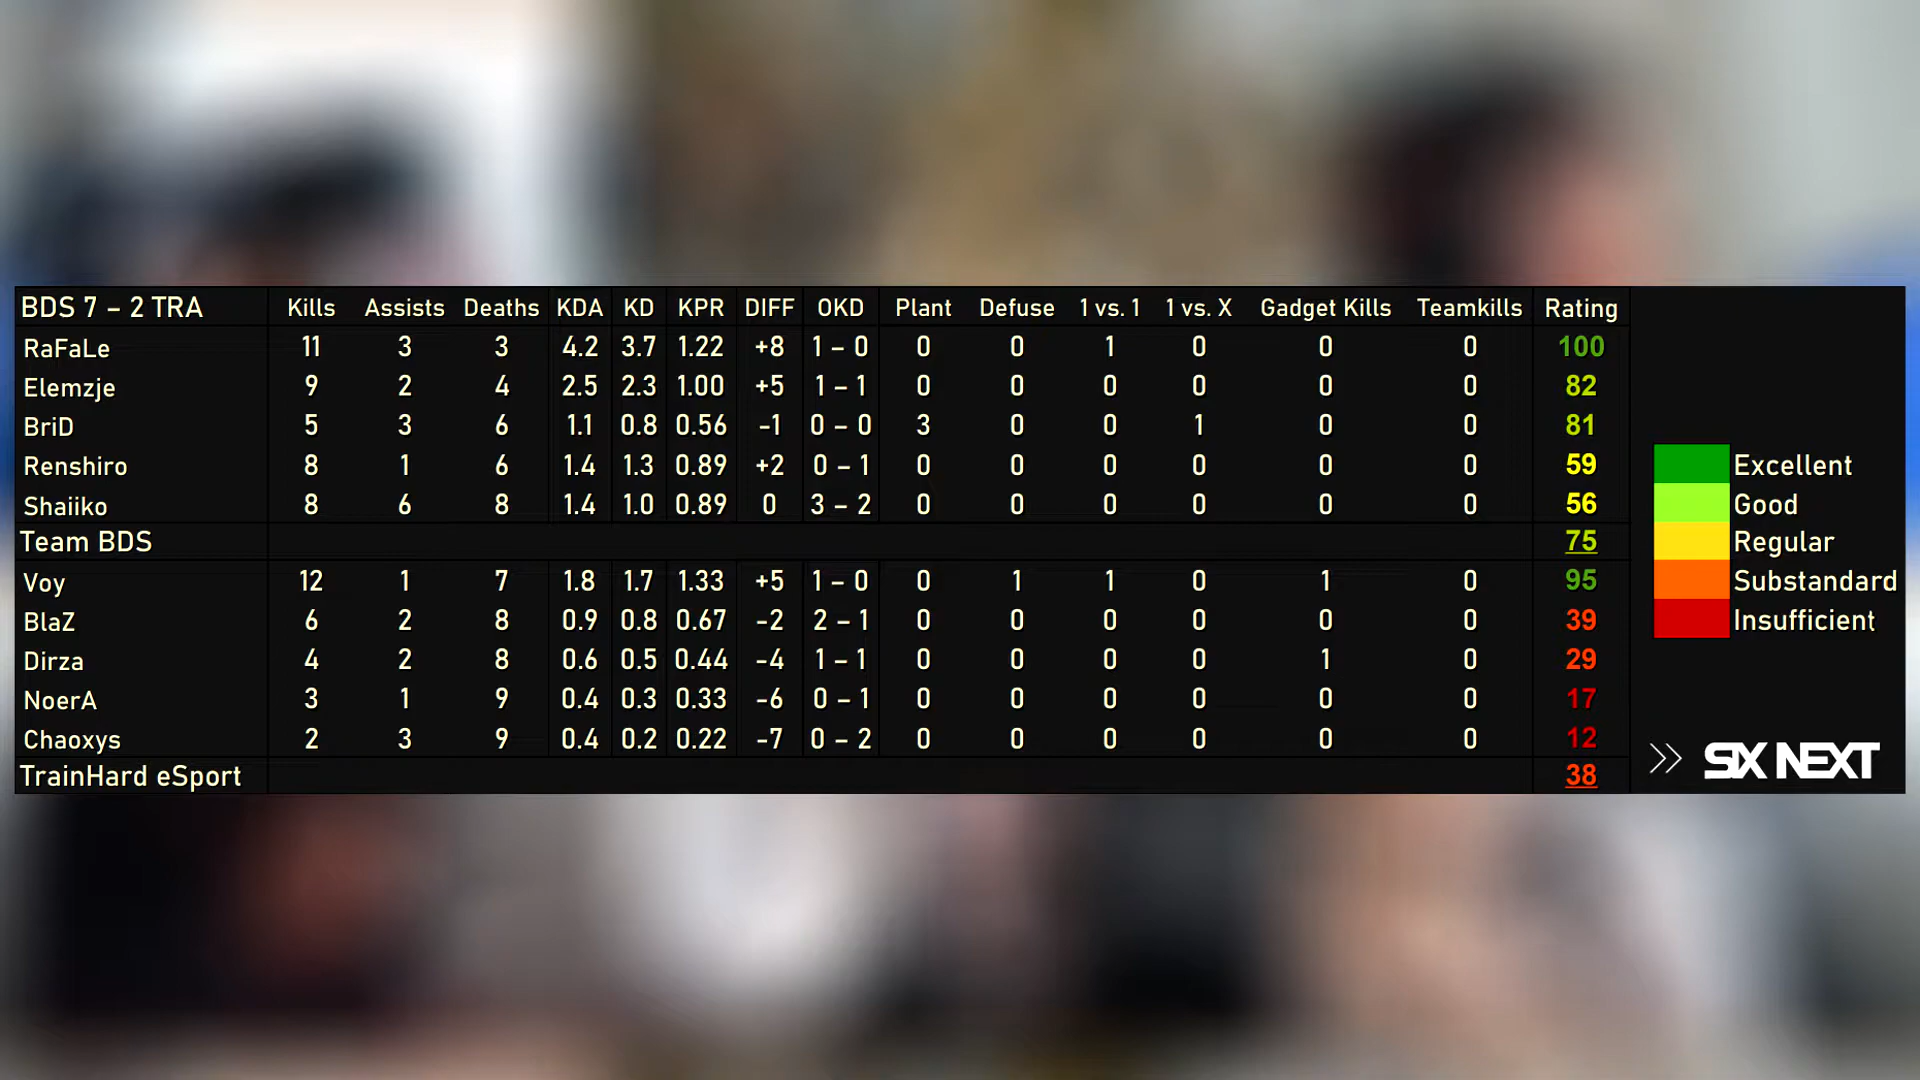 BDS 7 – 2 TRA Kills Assists Deaths KDA KD KPR DIFF OKD Plant Defuse 1 vs. 1 1 vs. X Gadget Kills Teamkills Rating
RaFaLe 11 3 3 4.2 3.7 1.22 +8 1 – 0 0 0 1 0 0 0 100
Elemzje 9 2 4 2.5 2.3 1.00 +5 1 – 1 0 0 0 0 0 0 82
BriD 5 3 6 1.1 0.8 0.56 -1 0 – 0 3 0 0 1 0 0 81
Renshiro 8 1 6 1.4 1.3 0.89 +2 0 – 1 0 0 0 0 0 0 59
Shaiiko 8 6 8 1.4 1.0 0.89 0 3 – 2 0 0 0 0 0 0 56
Team BDS 75
Voy 12 1 7 1.8 1.7 1.33 +5 1 – 0 0 1 1 0 1 0 95
BlaZ 6 2 8 0.9 0.8 0.67 -2 2 – 1 0 0 0 0 0 0 39
Dirza 4 2 8 0.6 0.5 0.44 -4 1 – 1 0 0 0 0 1 0 29
NoerA 3 1 9 0.4 0.3 0.33 -6 0 – 1 0 0 0 0 0 0 17
Chaoxys 2 3 9 0.4 0.2 0.22 -7 0 – 2 0 0 0 0 0 0 12
TrainHard eSport 38
Excellent
Good
Regular
Substandard
Insufficient
SIX NEXT